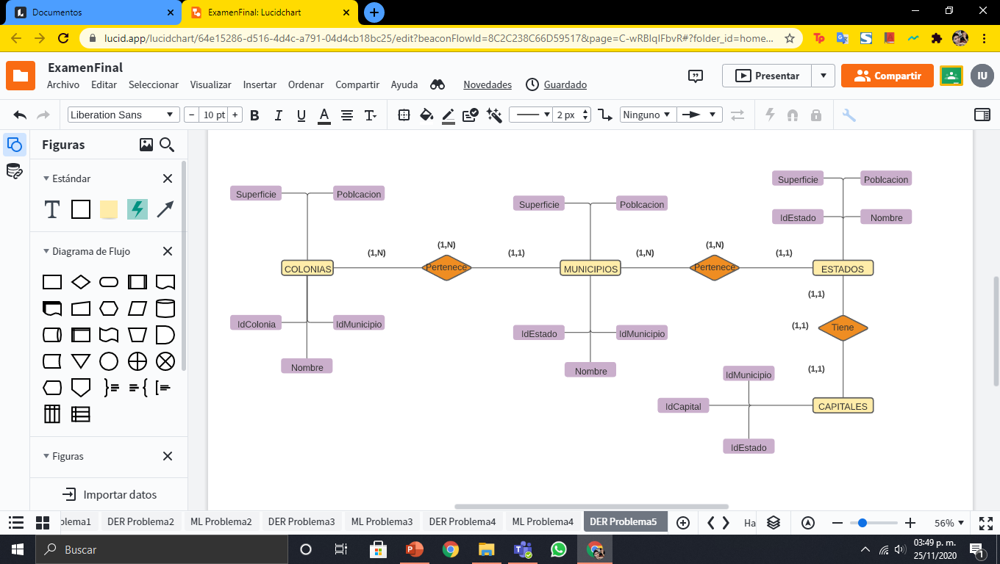 Documentos
ExamenFinal: Lucidchart
lucid.app/lucidchart/64e15286-d516-4d4c-a791-04d4cb18bc25/edit?beaconFlowId=8C2C238C66D59517&page=C-wRBlqIFbvR#?folder_id=home...
ExamenFinal
Archivo Editar Seleccionar Visualizar Insertar Ordenar Compartir Ayuda Novedades Guardado
Presentar
Compartir
IU
Liberation Sans
10 pt
2 px
Ninguno
Figuras
Estándar
Diagrama de Flujo
Figuras
Importar datos
Superficie Poblcacion
Superficie Poblcacion
Superficie Poblcacion
IdEstado Nombre
(1,N) (1,N) (1,1) (1,N) (1,N) (1,1)
COLONIAS Pertenece MUNICIPIOS Pertenece ESTADOS
(1,1)
IdColonia IdMunicipio
Nombre
IdEstado IdMunicipio
Nombre
(1,1) Tiene
(1,1)
IdMunicipio
IdCapital CAPITALES
IdEstado
blema1 DER Problema2 ML Problema2 DER Problema3 ML Problema3 DER Problema4 ML Problema4 DER Problema5
Ha
56%
Buscar
03:49 p. m.
25/11/2020
1